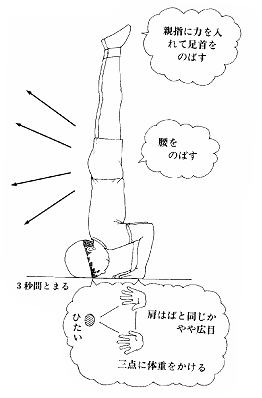 親指に力を入
れて足首を
のばす
腰を
のばす
3秒間とまる
ひたい
肩はばと同じか
やや広目
三点に体重をかける